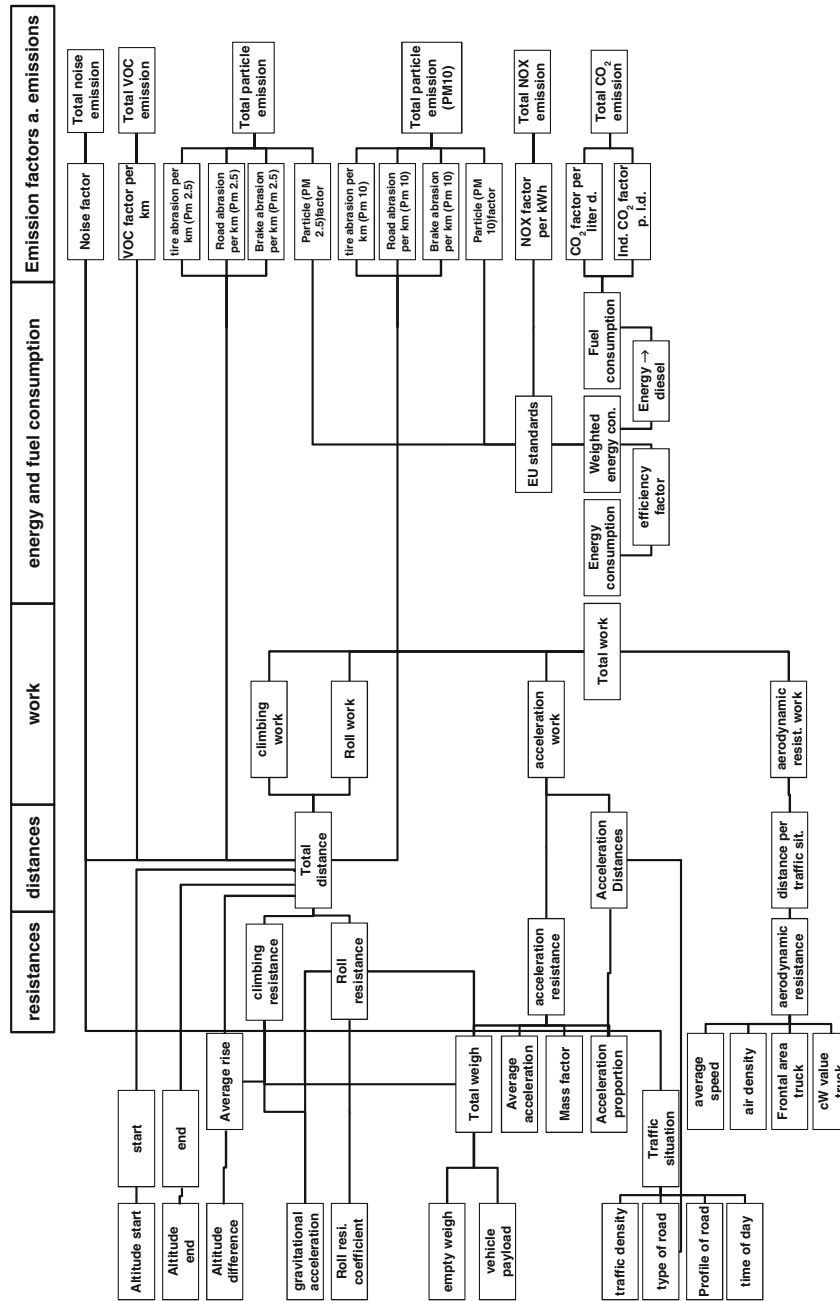 resistances
distances
work
energy and fuel consumption
Emission factors a. emissions
Altitude start
start
Altitude
end
end
Altitude
difference
Average rise
gravitational
acceleration
Roll resi.
coefficient
climbing
resistance
Roll
resistance
Total
distance
climbing
work
Roll work
empty weigh
vehicle
payload
Total weigh
Average
acceleration
Mass factor
Acceleration
proportion
acceleration
resistance
Acceleration
Distances
acceleration
work
traffic density
type of road
Profile of road
time of day
Traffic
situation
average
speed
air density
Frontal area
truck
cW value
truck
aerodynamic
resistance
distance per
traffic sit.
aerodynamic
resist. work
Total work
Energy
consumption
efficiency
factor
Weighted
energy con.
Energy →
diesel
Fuel
consumption
EU standards
Noise factor
Total noise
emission
VOC factor per
km
Total VOC
emission
tire abrasion per
km (Pm 2.5)
Road abrasion
per km (Pm 2.5)
Brake abrasion
per km (Pm 2.5)
Particle (PM
2.5)factor
Total particle
emission
tire abrasion per
km (Pm 10)
Road abrasion
per km (Pm 10)
Brake abrasion
per km (Pm 10)
Particle (PM
10)factor
Total particle
emission
(PM10)
NOX factor
per kWh
Total NOX
emission
CO₂ factor per
liter d.
Ind. CO₂ factor
p. l.d.
Total CO₂
emission